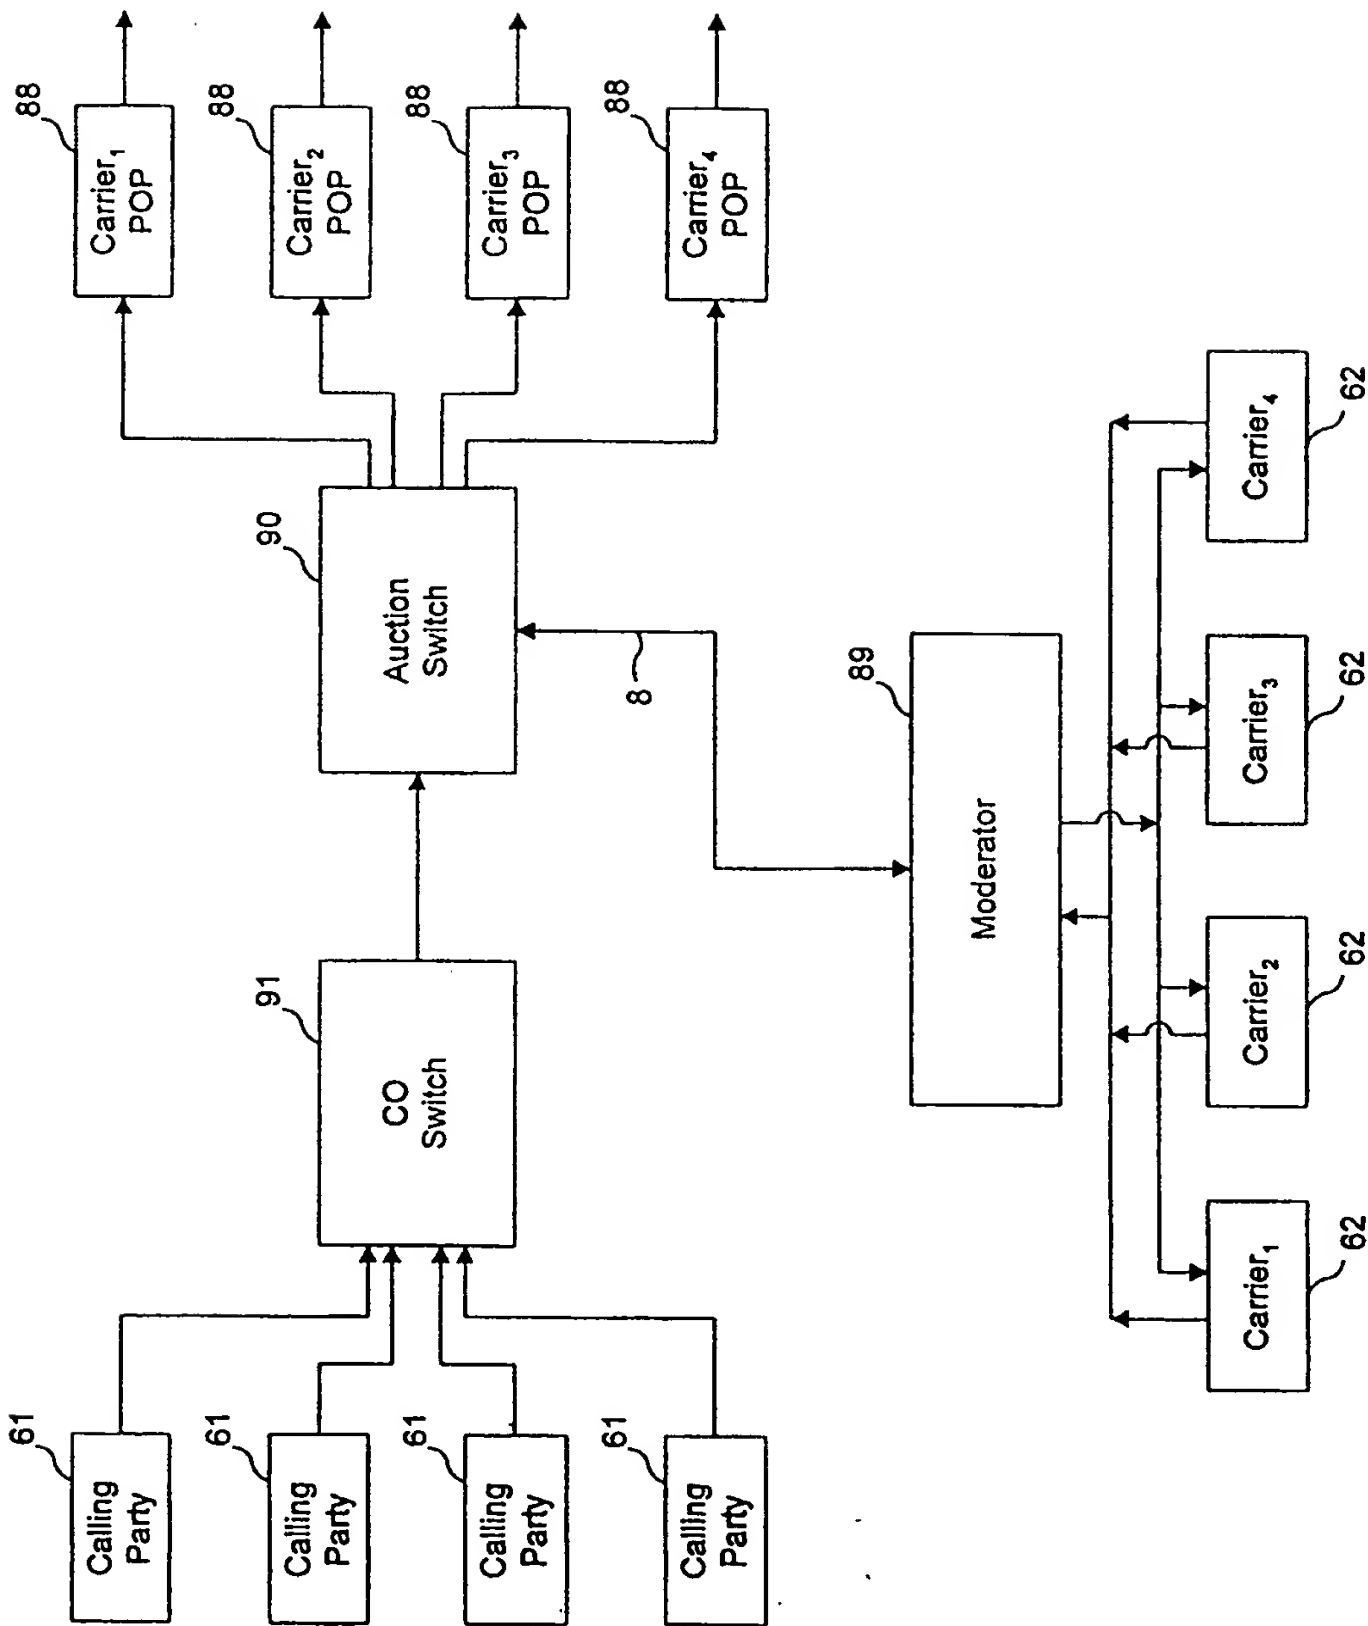 61
Calling
Party
61
Calling
Party
61
Calling
Party
61
Calling
Party
91
CO
Switch
90
Auction
Switch
8
88
Carrier1
POP
88
Carrier2
POP
88
Carrier3
POP
88
Carrier4
POP
89
Moderator
Carrier1
62
Carrier2
62
Carrier3
62
Carrier4
62